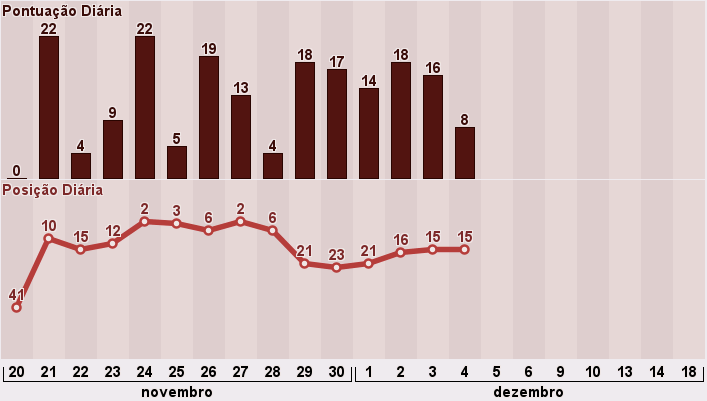 Pontuação Diária
0 22 4 9 22 5 19 13 4 18 17 14 18 16 8
Posição Diária
41 10 15 12 2 3 6 2 6 21 23 21 16 15 15
20 21 22 23 24 25 26 27 28 29 30 1 2 3 4 5 6 9 10 13 14 18
novembro dezembro